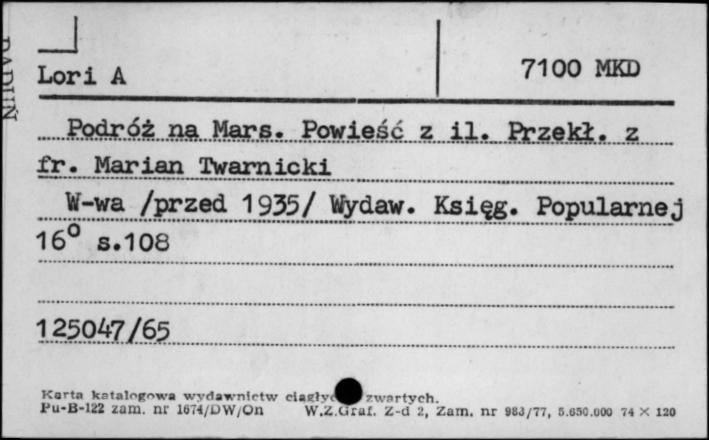 RADUŃ
Lori A
7100 MKD
Podróż na Mars. Powieść z il. Przekł. z
fr. Marian Twarnicki
W-wa /przed 1935/ Wydaw. Księg. Popularnej
16° s.108
125047/65
Karta katalogowa wydawnictw zwartych.
Pu-B-122 zam. nr 1674/DW/On W.Z.Graf. Z-d 2, Zam. nr 983/77, 5.650.000 74 × 120